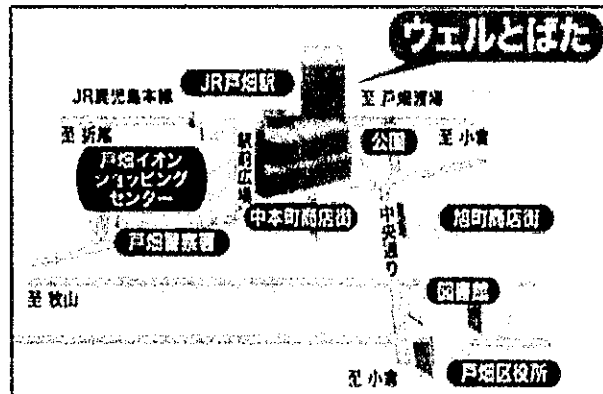 ウェルとばた
JR戸畑駅
JR鹿児島本線
至 戸畑渡場
至 折尾
駅前広場
公園
至 小倉
戸畑イオン
ショッピング
センター
中本町商店街
中央通り
旭町商店街
戸畑警察署
図書館
至 牧山
至 小倉
戸畑区役所